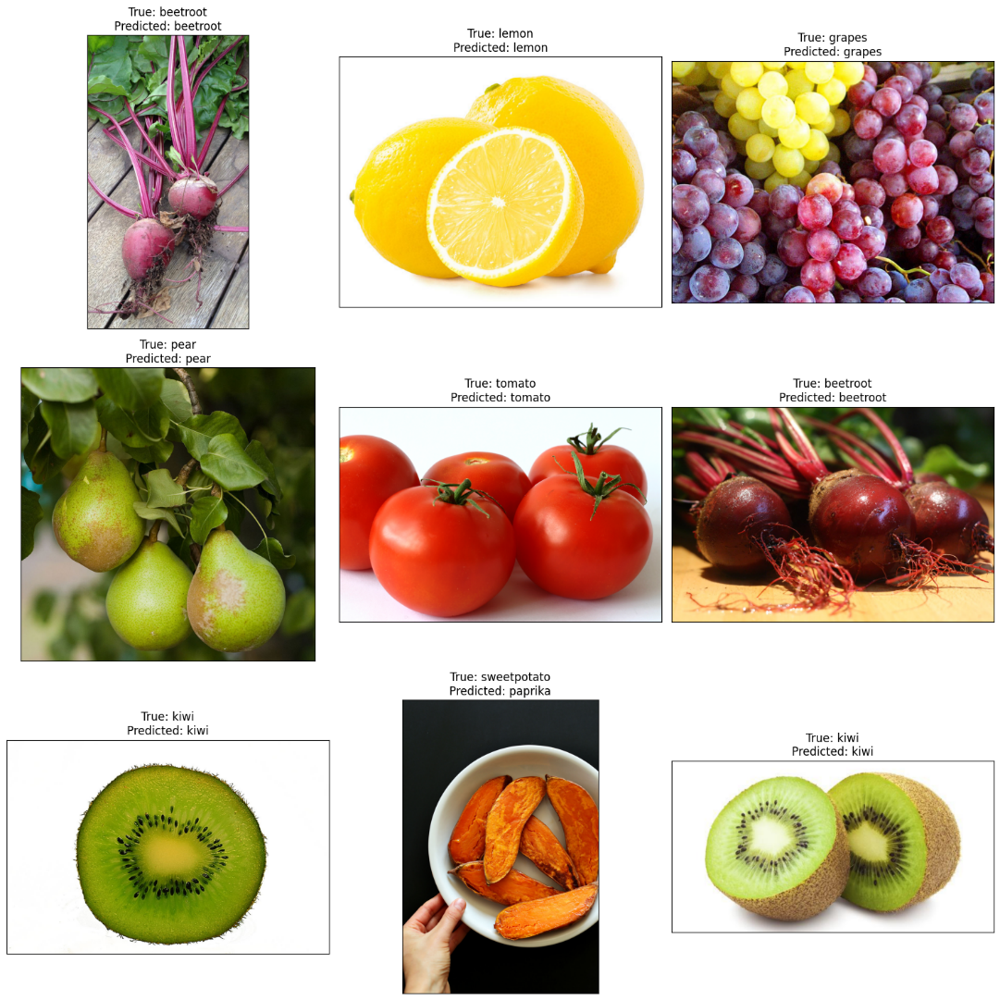 True: beetroot
Predicted: beetroot
True: lemon
Predicted: lemon
True: grapes
Predicted: grapes
True: pear
Predicted: pear
True: tomato
Predicted: tomato
True: beetroot
Predicted: beetroot
True: kiwi
Predicted: kiwi
True: sweetpotato
Predicted: paprika
True: kiwi
Predicted: kiwi